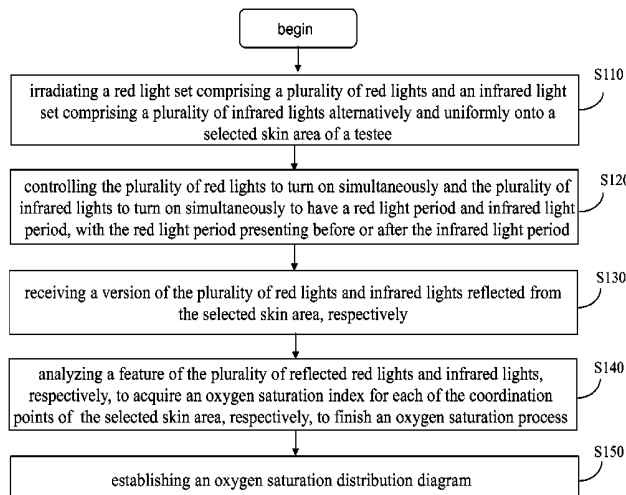 begin
S110
irradiating a red light set comprising a plurality of red lights and an infrared light
set comprising a plurality of infrared lights alternatively and uniformly onto a
selected skin area of a testee
S120
controlling the plurality of red lights to turn on simultaneously and the plurality of
infrared lights to turn on simultaneously to have a red light period and infrared light
period, with the red light period presenting before or after the infrared light period
S130
receiving a version of the plurality of red lights and infrared lights reflected from
the selected skin area, respectively
S140
analyzing a feature of the plurality of reflected red lights and infrared lights,
respectively, to acquire an oxygen saturation index for each of the coordination
points of the selected skin area, respectively, to finish an oxygen saturation process
S150
establishing an oxygen saturation distribution diagram